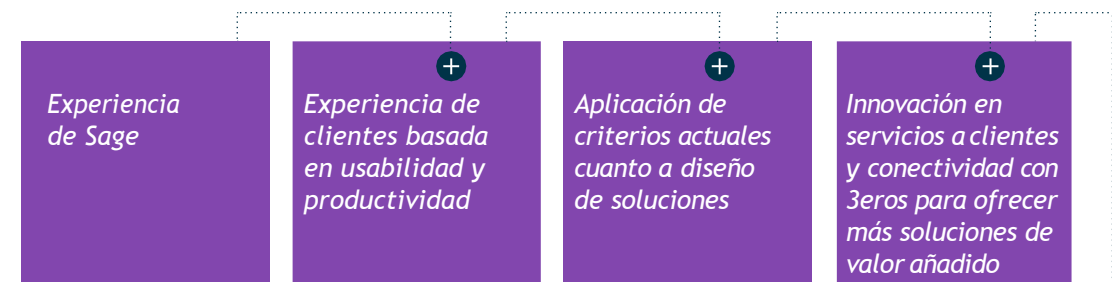 Experiencia
de Sage
+
Experiencia de
clientes basada
en usabilidad y
productividad
+
Aplicación de
criterios actuales
cuanto a diseño
de soluciones
+
Innovación en
servicios a clientes
y conectividad con
3eros para ofrecer
más soluciones de
valor añadido